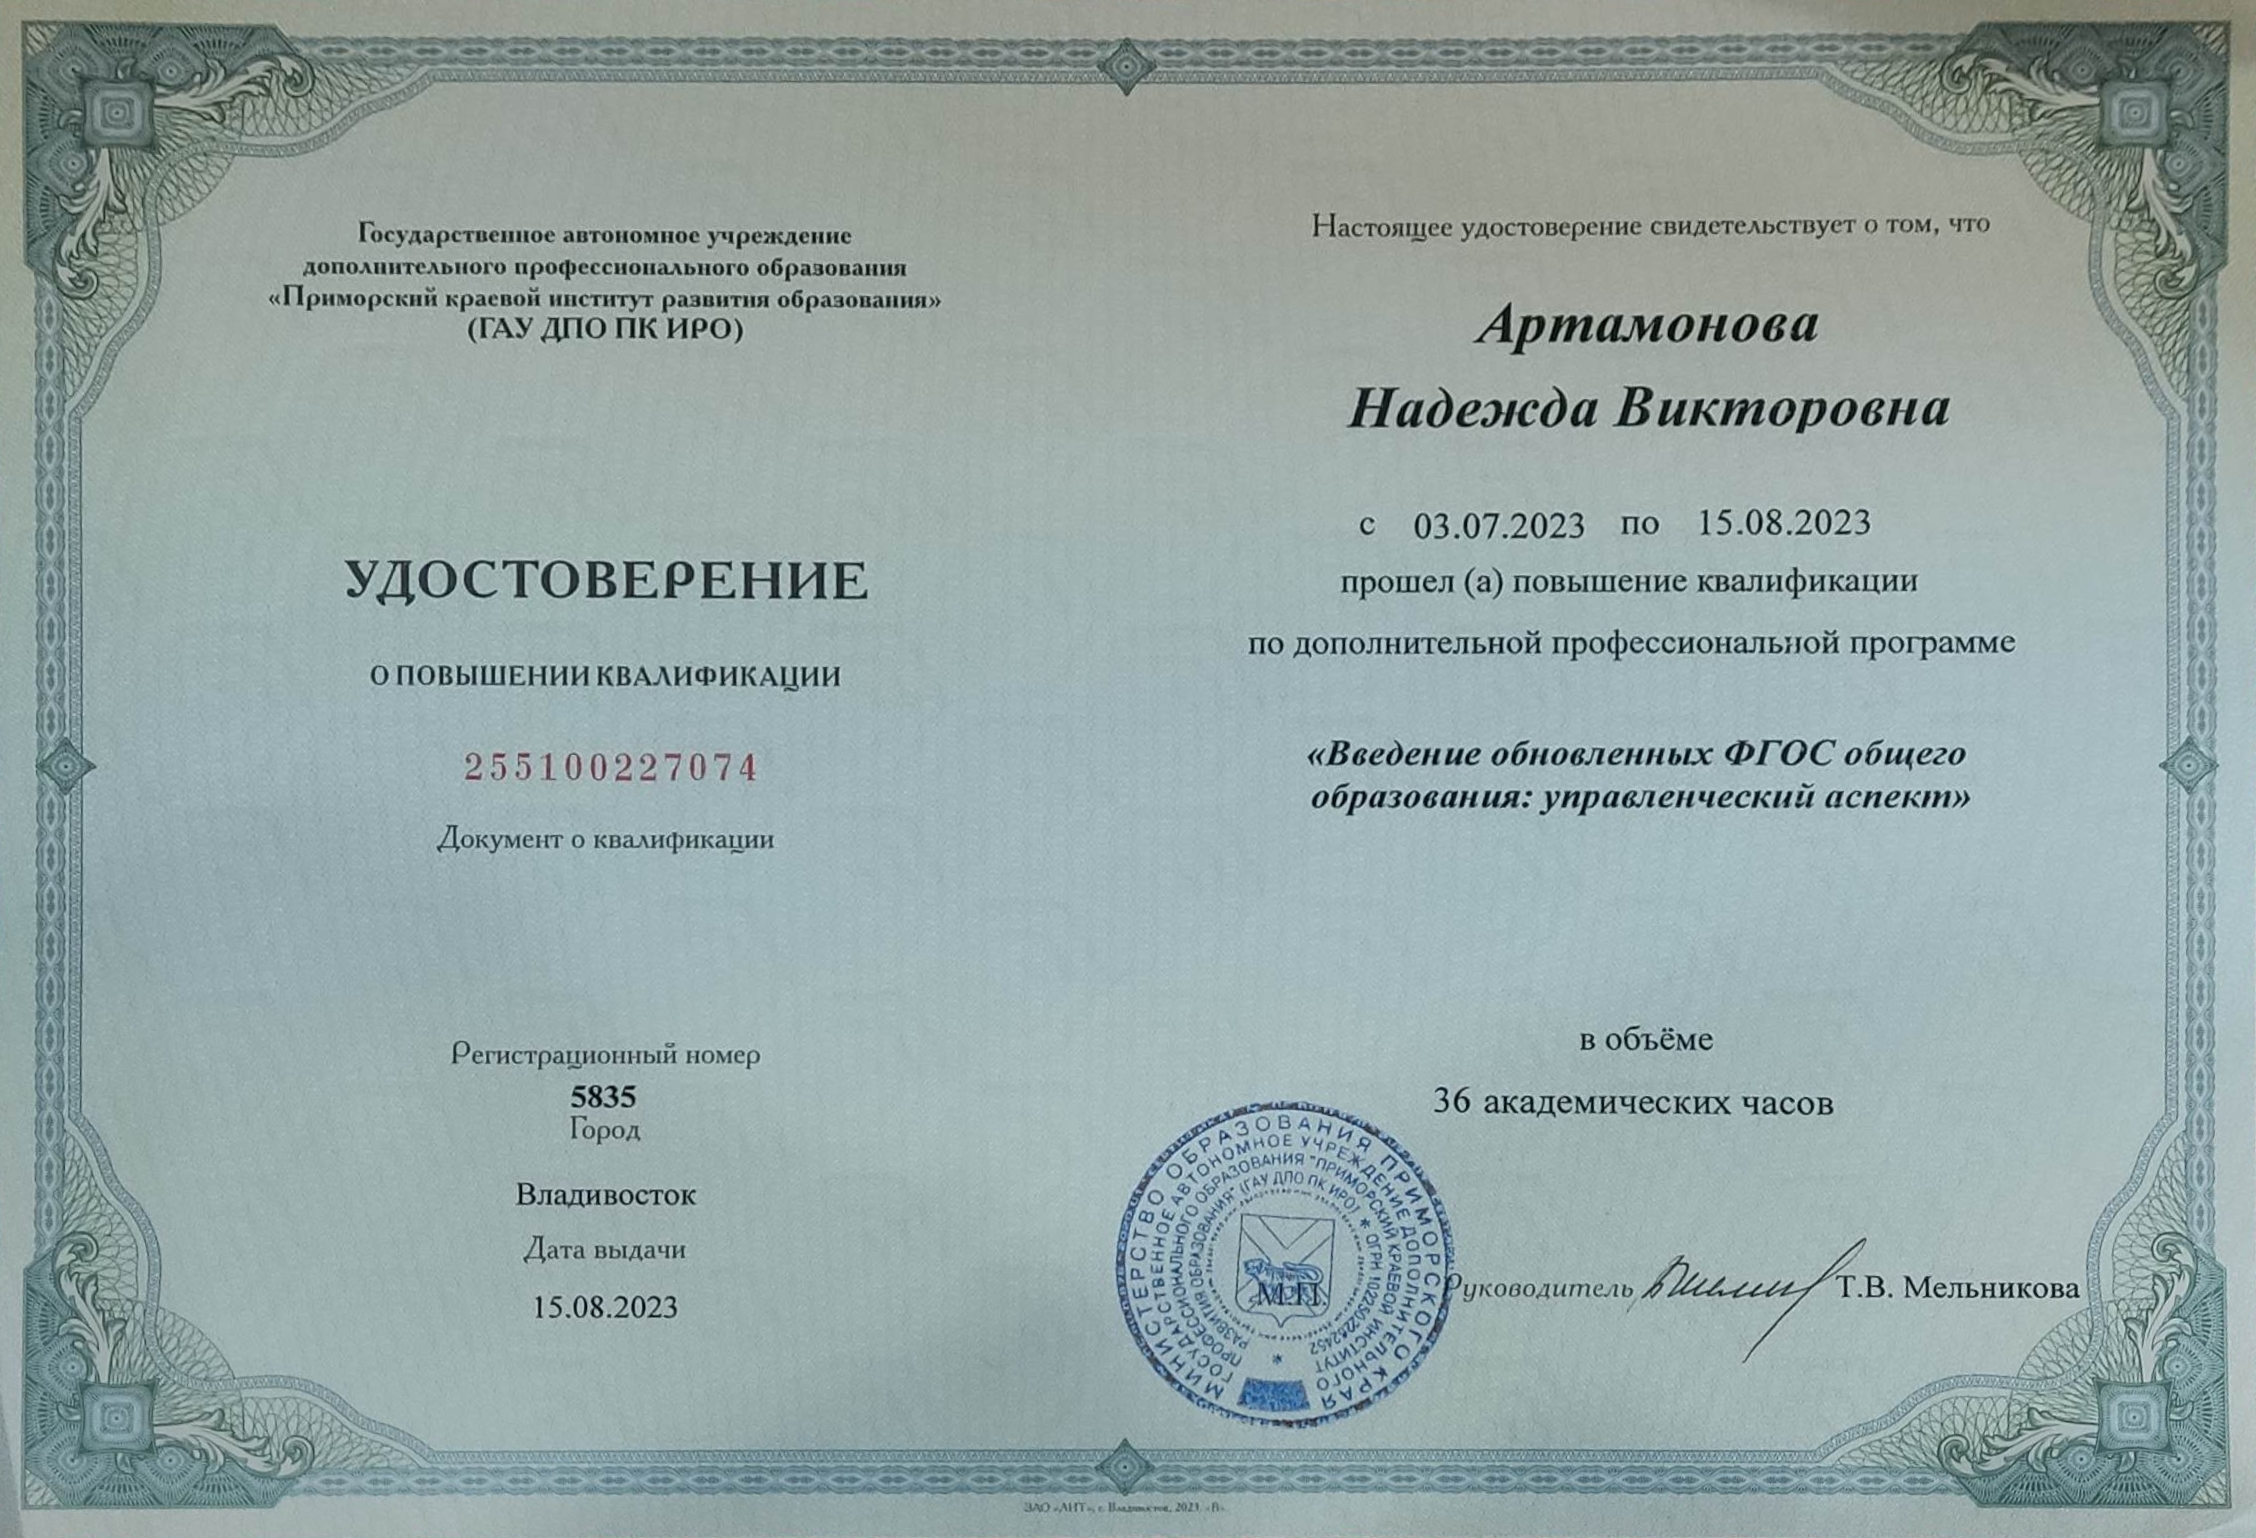 Государственное автономное учреждение
дополнительного профессионального образования
«Приморский краевой институт развития образования»
(ГАУ ДПО ПК ИРО)
УДОСТОВЕРЕНИЕ
О ПОВЫШЕНИИ КВАЛИФИКАЦИИ
255100227074
Документ о квалификации
Регистрационный номер
5835
Город
Владивосток
Дата выдачи
15.08.2023
Настоящее удостоверение свидетельствует о том, что
Артамонова
Надежда Викторовна
с 03.07.2023 по 15.08.2023
прошел (а) повышение квалификации
по дополнительной профессиональной программе
«Введение обновленных ФГОС общего
образования: управленческий аспект»
в объёме
36 академических часов
Руководитель Т.В. Мельникова
М.П.
МИНИСТЕРСТВО ОБРАЗОВАНИЯ ПРИМОРСКОГО КРАЯ
ГОСУДАРСТВЕННОЕ АВТОНОМНОЕ УЧРЕЖДЕНИЕ ДОПОЛНИТЕЛЬНОГО
ПРОФЕССИОНАЛЬНОГО ОБРАЗОВАНИЯ "ПРИМОРСКИЙ КРАЕВОЙ ИНСТИТУТ
РАЗВИТИЯ ОБРАЗОВАНИЯ" (ГАУ ДПО ПК ИРО) * ОГРН
ЗАО «ЛИТ», г. Владивосток, 2023, «В».